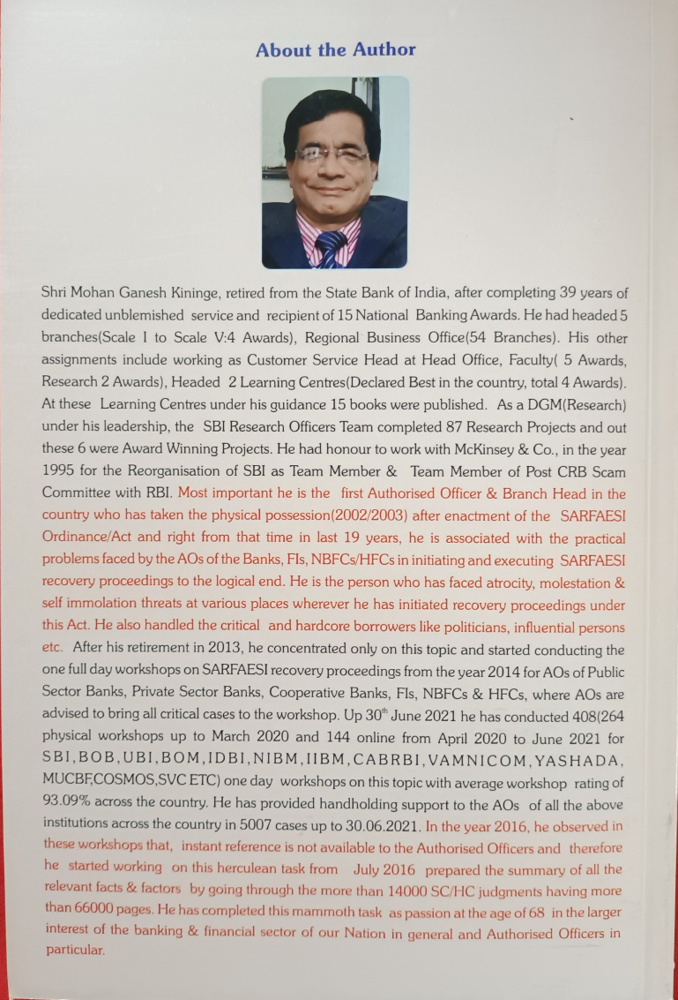 About the Author
Shri Mohan Ganesh Kininge, retired from the State Bank of India, after completing 39 years of
dedicated unblemished service and recipient of 15 National Banking Awards. He had headed 5
branches(Scale I to Scale V:4 Awards), Regional Business Office(54 Branches). His other
assignments include working as Customer Service Head at Head Office, Faculty( 5 Awards,
Research 2 Awards), Headed 2 Learning Centres(Declared Best in the country, total 4 Awards).
At these Learning Centres under his guidance 15 books were published. As a DGM(Research)
under his leadership, the SBI Research Officers Team completed 87 Research Projects and out
these 6 were Award Winning Projects. He had honour to work with McKinsey & Co., in the year
1995 for the Reorganisation of SBI as Team Member & Team Member of Post CRB Scam
Committee with RBI. Most important he is the first Authorised Officer & Branch Head in the
country who has taken the physical possession(2002/2003) after enactment of the SARFAESI
Ordinance/Act and right from that time in last 19 years, he is associated with the practical
problems faced by the AOs of the Banks, FIs, NBFCs/HFCs in initiating and executing SARFAESI
recovery proceedings to the logical end. He is the person who has faced atrocity, molestation &
self immolation threats at various places wherever he has initiated recovery proceedings under
this Act. He also handled the critical and hardcore borrowers like politicians, influential persons
etc. After his retirement in 2013, he concentrated only on this topic and started conducting the
one full day workshops on SARFAESI recovery proceedings from the year 2014 for AOs of Public
Sector Banks, Private Sector Banks, Cooperative Banks, FIs, NBFCs & HFCs, where AOs are
advised to bring all critical cases to the workshop. Up 30th June 2021 he has conducted 408(264
physical workshops up to March 2020 and 144 online from April 2020 to June 2021 for
SBI,BOB,UBI,BOM,IDBI,NIBM,IIBM,CABRBI,VAMNICOM,YASHADA,
MUCBF,COSMOS,SVC ETC) one day workshops on this topic with average workshop rating of
93.09% across the country. He has provided handholding support to the AOs of all the above
institutions across the country in 5007 cases up to 30.06.2021. In the year 2016, he observed in
these workshops that, instant reference is not available to the Authorised Officers and therefore
he started working on this herculean task from July 2016 prepared the summary of all the
relevant facts & factors by going through the more than 14000 SC/HC judgments having more
than 66000 pages. He has completed this mammoth task as passion at the age of 68 in the larger
interest of the banking & financial sector of our Nation in general and Authorised Officers in
particular.